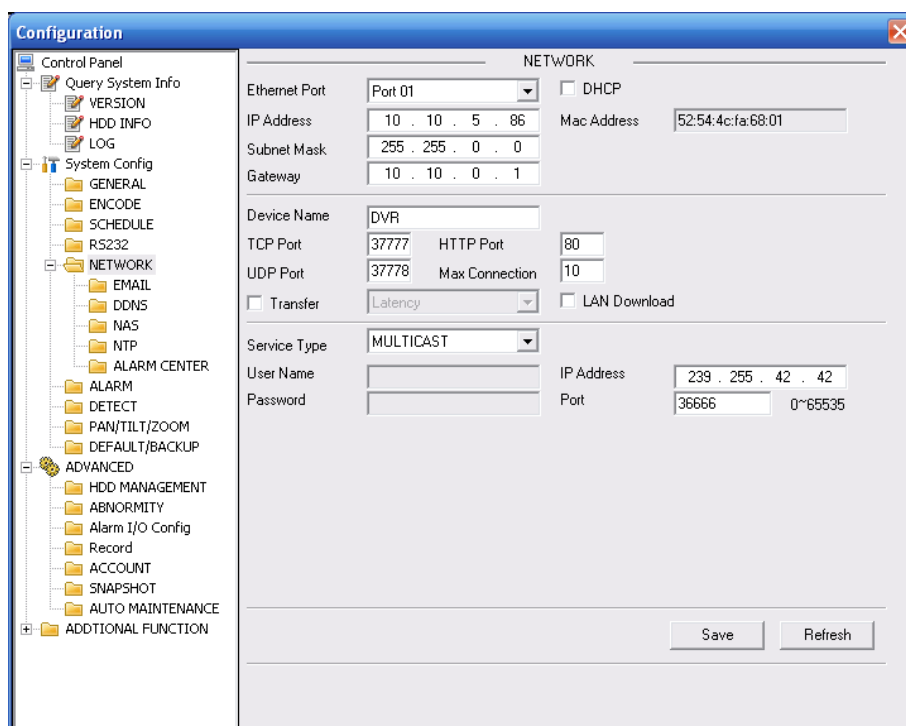 Configuration
Control Panel
Query System Info
VERSION
HDD INFO
LOG
System Config
GENERAL
ENCODE
SCHEDULE
RS232
NETWORK
EMAIL
DDNS
NAS
NTP
ALARM CENTER
ALARM
DETECT
PAN/TILT/ZOOM
DEFAULT/BACKUP
ADVANCED
HDD MANAGEMENT
ABNORMITY
Alarm I/O Config
Record
ACCOUNT
SNAPSHOT
AUTO MAINTENANCE
ADDTIONAL FUNCTION
NETWORK
Ethernet Port Port 01 DHCP
IP Address 10 . 10 . 5 . 86 Mac Address 52:54:4c:fa:68:01
Subnet Mask 255 . 255 . 0 . 0
Gateway 10 . 10 . 0 . 1
Device Name DVR
TCP Port 37777 HTTP Port 80
UDP Port 37778 Max Connection 10
Transfer Latency LAN Download
Service Type MULTICAST
User Name IP Address 239 . 255 . 42 . 42
Password Port 36666 0~65535
Save Refresh